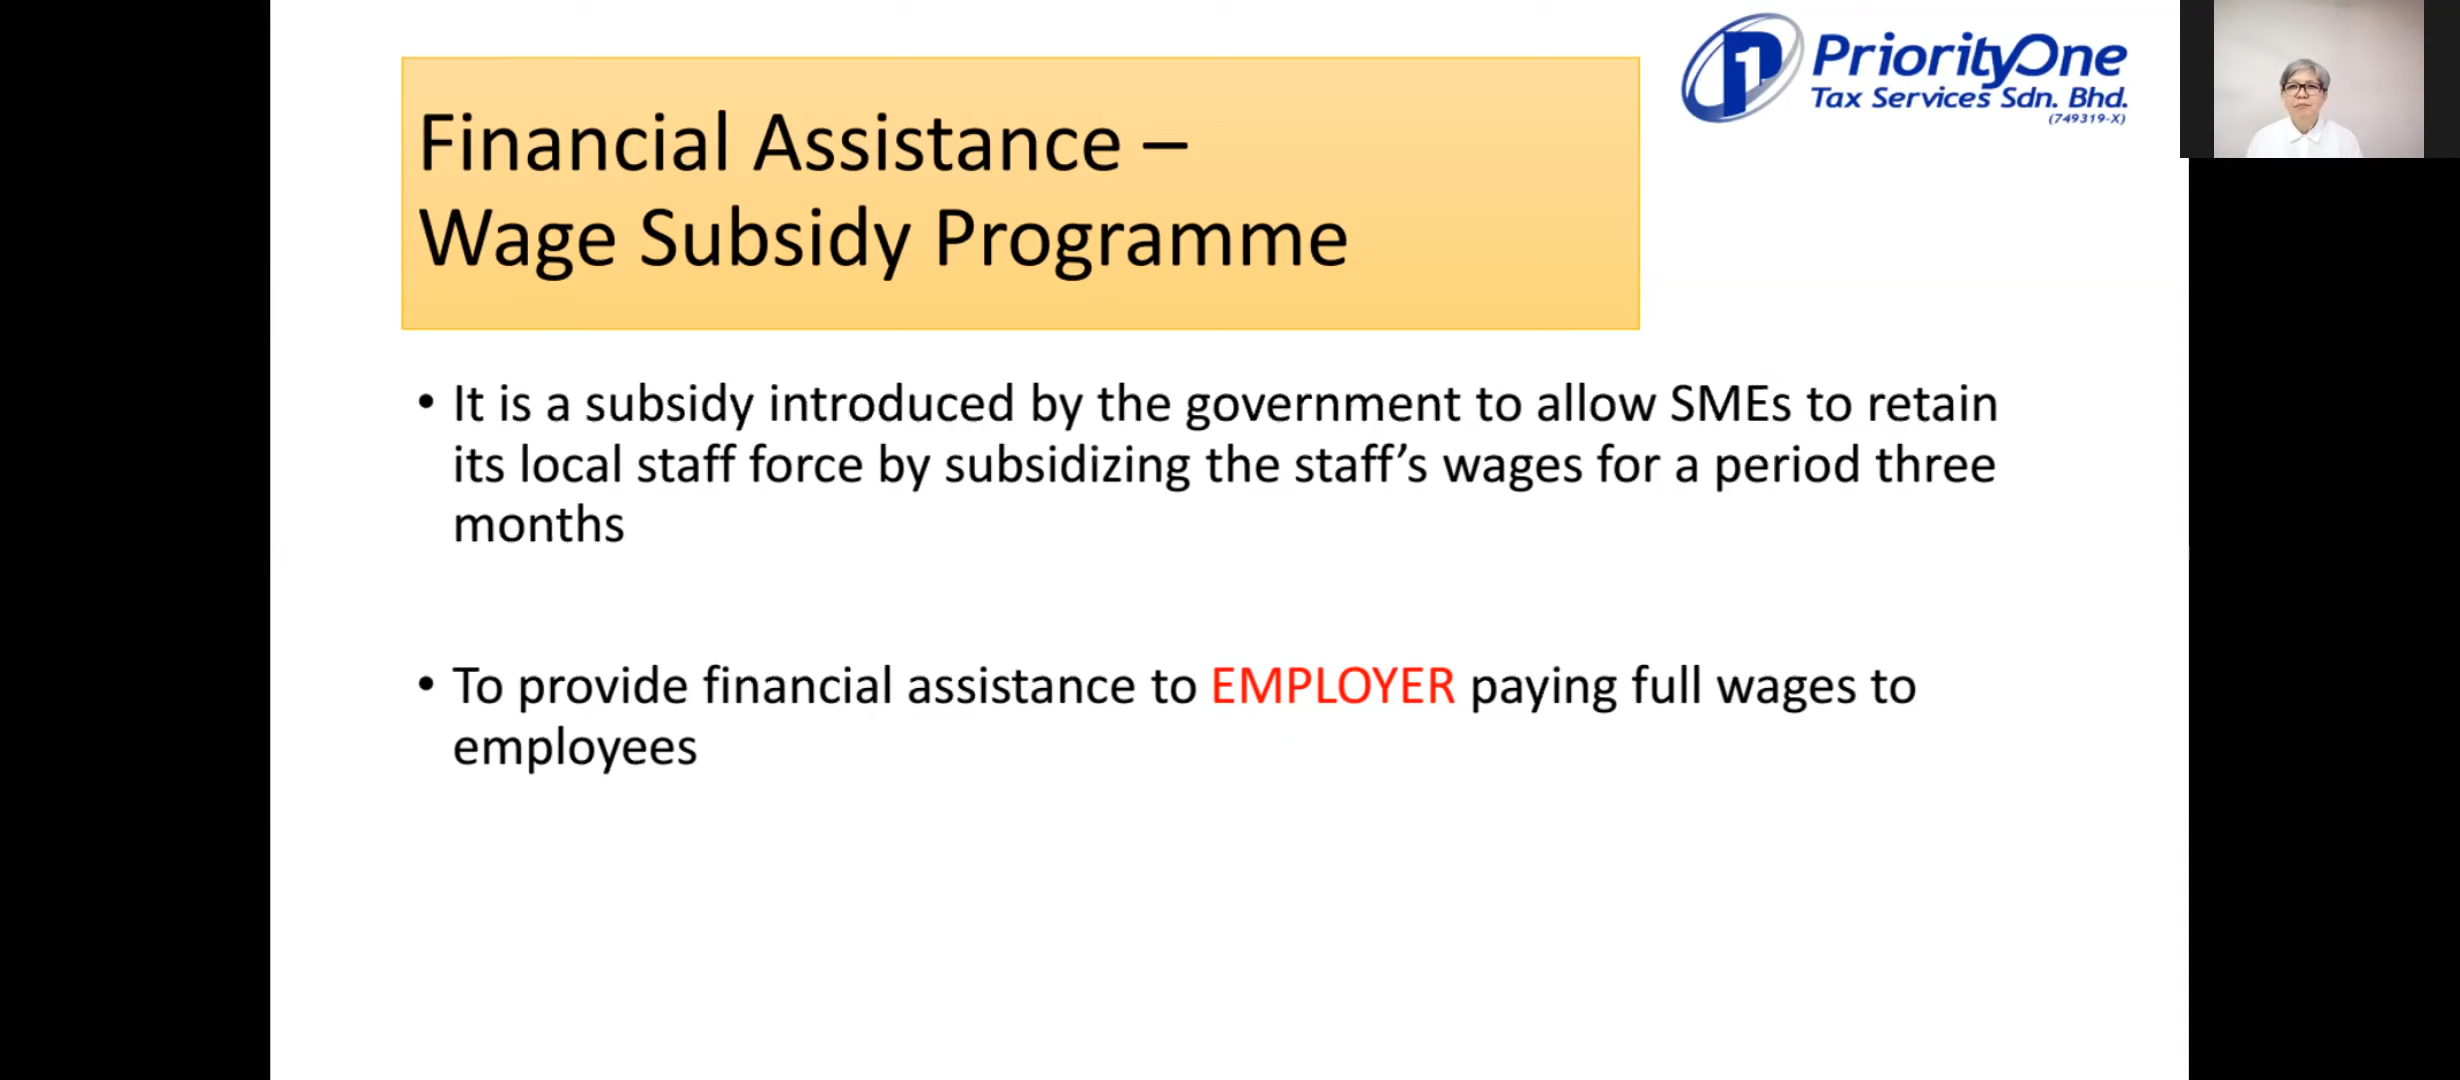 Financial Assistance –
Wage Subsidy Programme
PriorityOne
Tax Services Sdn. Bhd.
(749319-X)
• It is a subsidy introduced by the government to allow SMEs to retain
its local staff force by subsidizing the staff’s wages for a period three
months
• To provide financial assistance to EMPLOYER paying full wages to
employees